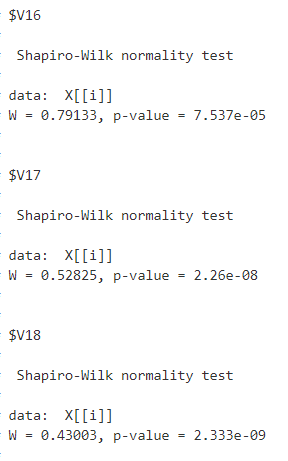 $V16
Shapiro-Wilk normality test
data:  X[[i]]
W = 0.79133, p-value = 7.537e-05
$V17
Shapiro-Wilk normality test
data:  X[[i]]
W = 0.52825, p-value = 2.26e-08
$V18
Shapiro-Wilk normality test
data:  X[[i]]
W = 0.43003, p-value = 2.333e-09